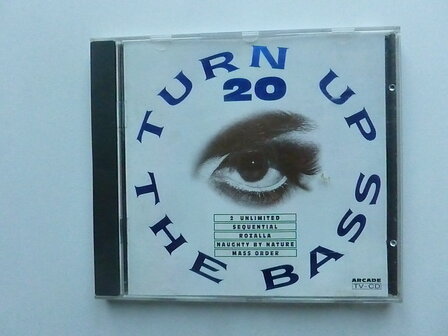 TURN UP
20
THE BASS
2 UNLIMITED
SEQUENTIAL
ROZALLA
NAUGHTY BY NATURE
MASS ORDER
ARCADE
TV-CD